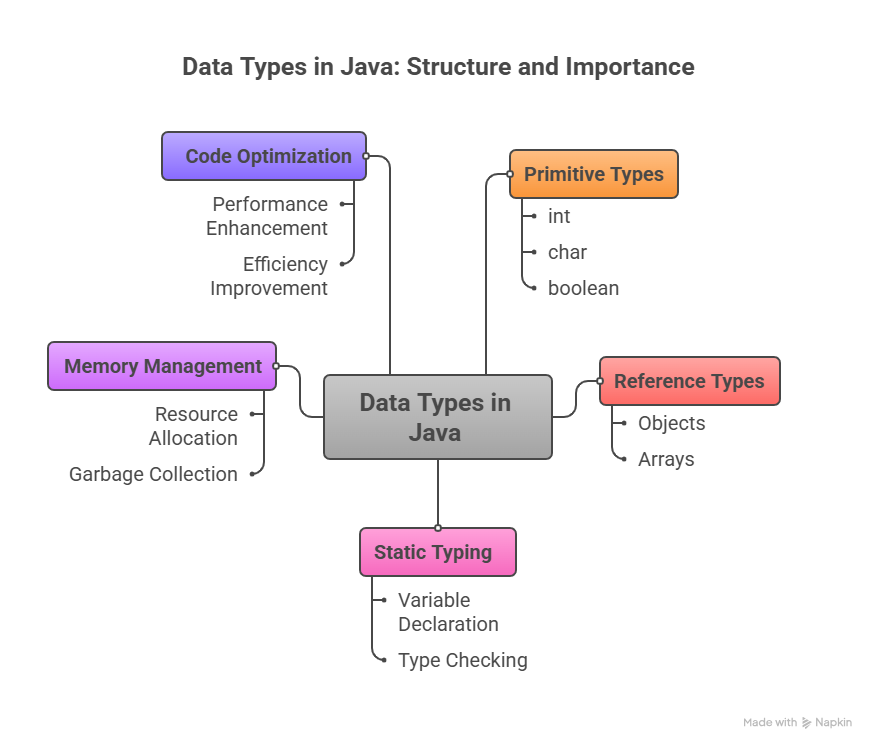 Data Types in Java: Structure and Importance
Code Optimization
Performance
Enhancement
Efficiency
Improvement
Primitive Types
int
char
boolean
Memory Management
Resource
Allocation
Garbage Collection
Data Types in
Java
Reference Types
Objects
Arrays
Static Typing
Variable
Declaration
Type Checking
Made with Napkin